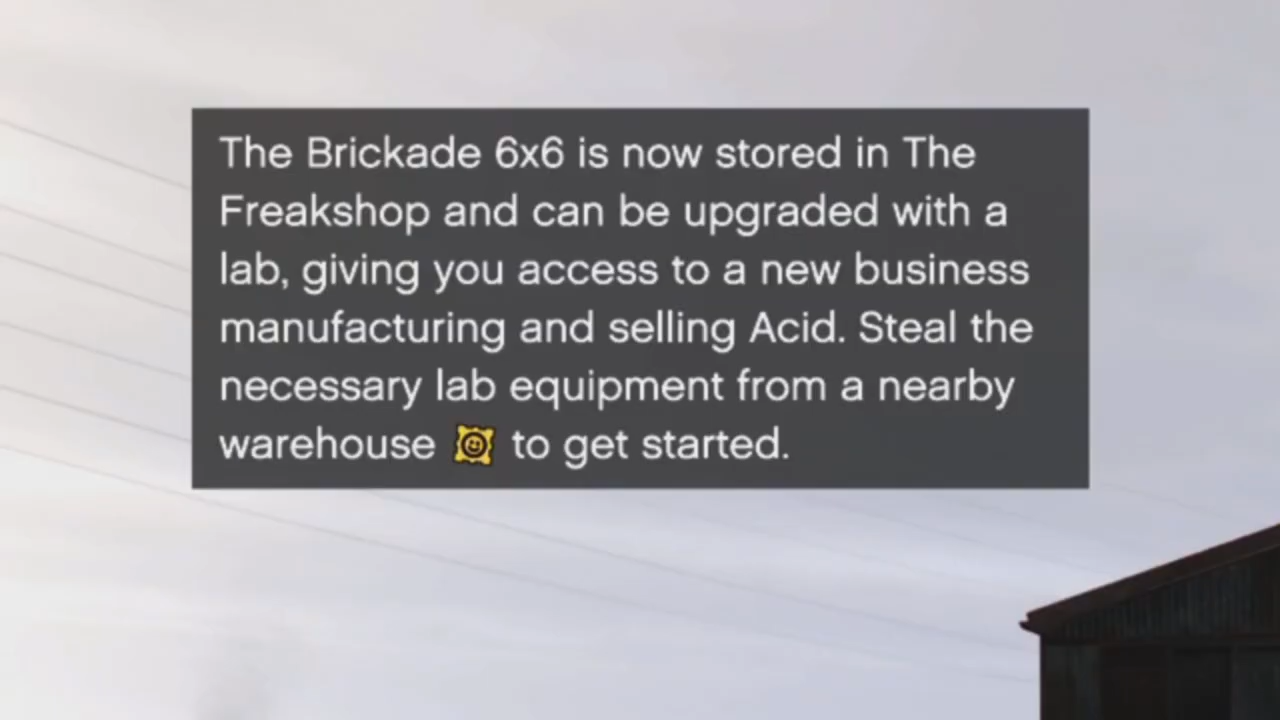 The Brickade 6x6 is now stored in The
Freakshop and can be upgraded with a
lab, giving you access to a new business
manufacturing and selling Acid. Steal the
necessary lab equipment from a nearby
warehouse to get started.